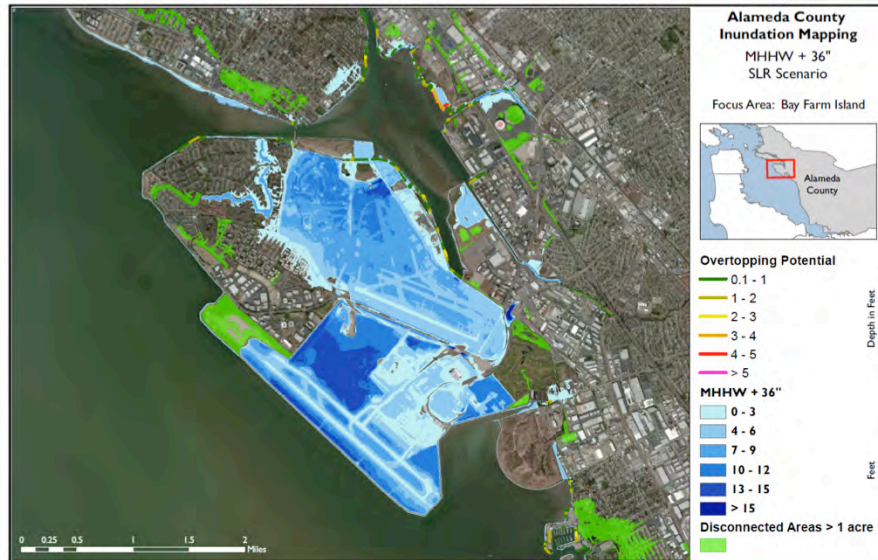 Alameda County
Inundation Mapping
MHHW + 36"
SLR Scenario
Focus Area: Bay Farm Island
Alameda
County
Overtopping Potential
0.1 - 1
1 - 2
2 - 3
3 - 4
4 - 5
> 5
Depth in Feet
MHHW + 36"
0 - 3
4 - 6
7 - 9
10 - 12
13 - 15
> 15
Feet
Disconnected Areas > 1 acre
0 0.25 0.5 1 1.5 2
Miles